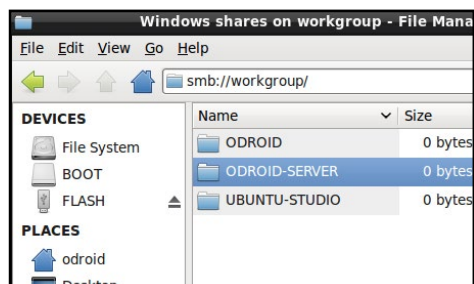 Windows shares on workgroup - File Mana
File Edit View Go Help
smb://workgroup/
DEVICES
File System
BOOT
FLASH
PLACES
odroid
Desktop
Name Size
ODROID 0 bytes
ODROID-SERVER 0 bytes
UBUNTU-STUDIO 0 bytes